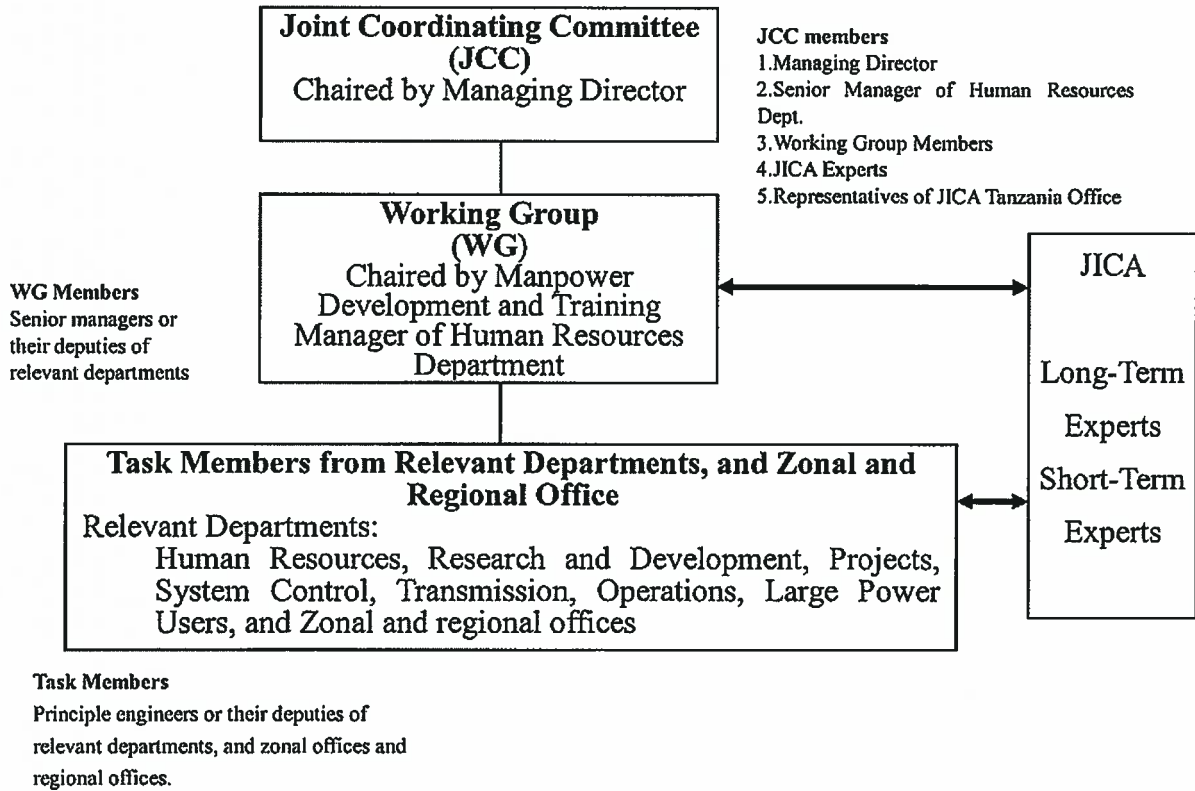 Joint Coordinating Committee
(JCC)
Chaired by Managing Director
JCC members
1.Managing Director
2.Senior Manager of Human Resources
Dept.
3.Working Group Members
4.JICA Experts
5.Representatives of JICA Tanzania Office
Working Group
(WG)
Chaired by Manpower
Development and Training
Manager of Human Resources
Department
WG Members
Senior managers or
their deputies of
relevant departments
JICA
Long-Term
Experts
Short-Term
Experts
Task Members from Relevant Departments, and Zonal and
Regional Office
Relevant Departments:
Human Resources, Research and Development, Projects,
System Control, Transmission, Operations, Large Power
Users, and Zonal and regional offices
Task Members
Principle engineers or their deputies of
relevant departments, and zonal offices and
regional offices.